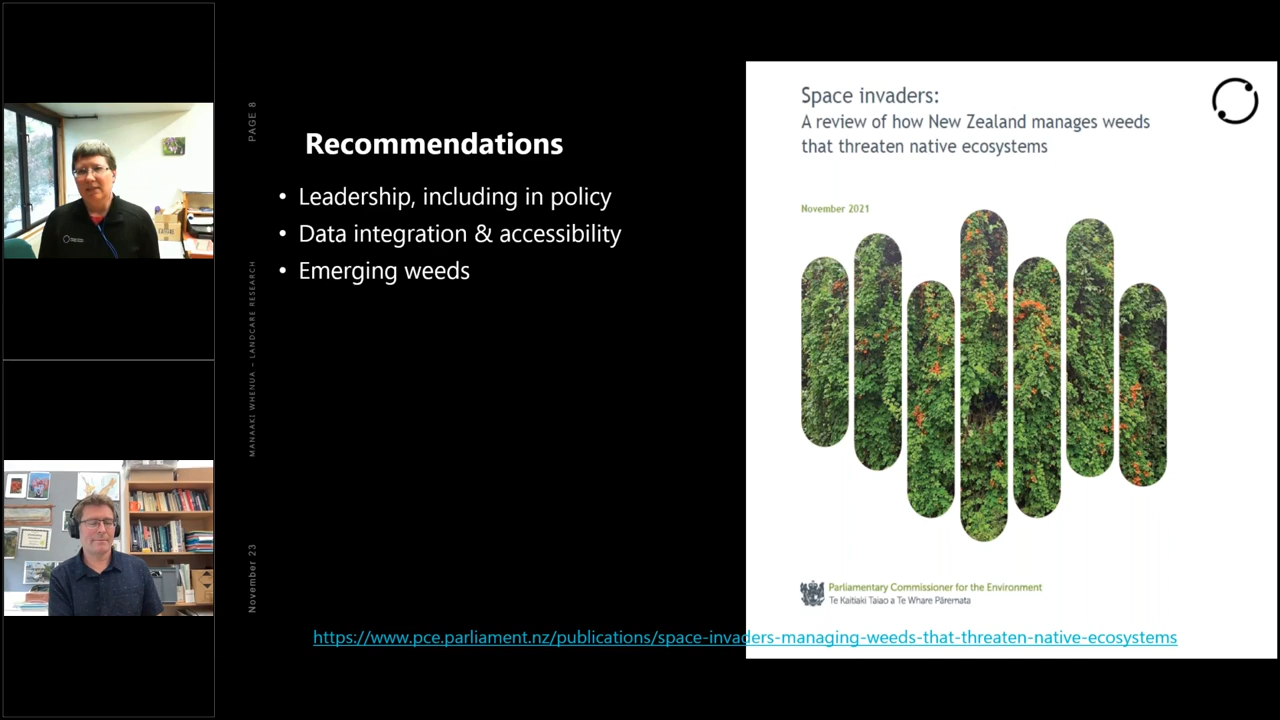 PAGE 8
MANAAKI WHENUA – LANDCARE RESEARCH
November 23
Recommendations
• Leadership, including in policy
• Data integration & accessibility
• Emerging weeds
Space invaders:
A review of how New Zealand manages weeds
that threaten native ecosystems
November 2021
Parliamentary Commissioner for the Environment
Te Kaitiaki Taiao a Te Whare Pāremata
https://www.pce.parliament.nz/publications/space-invaders-managing-weeds-that-threaten-native-ecosystems